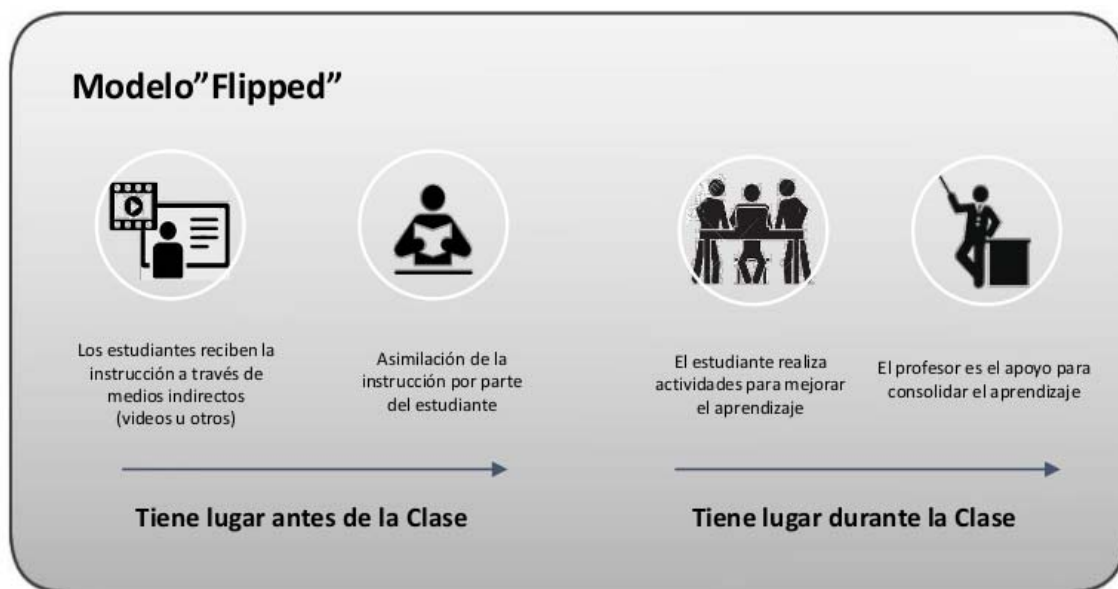 Modelo”Flipped”
Los estudiantes reciben la
instrucción a través de
medios indirectos
(videos u otros)
Asimilación de la
instrucción por parte
del estudiante
El estudiante realiza
actividades para mejorar
el aprendizaje
El profesor es el apoyo para
consolidar el aprendizaje
Tiene lugar antes de la Clase
Tiene lugar durante la Clase